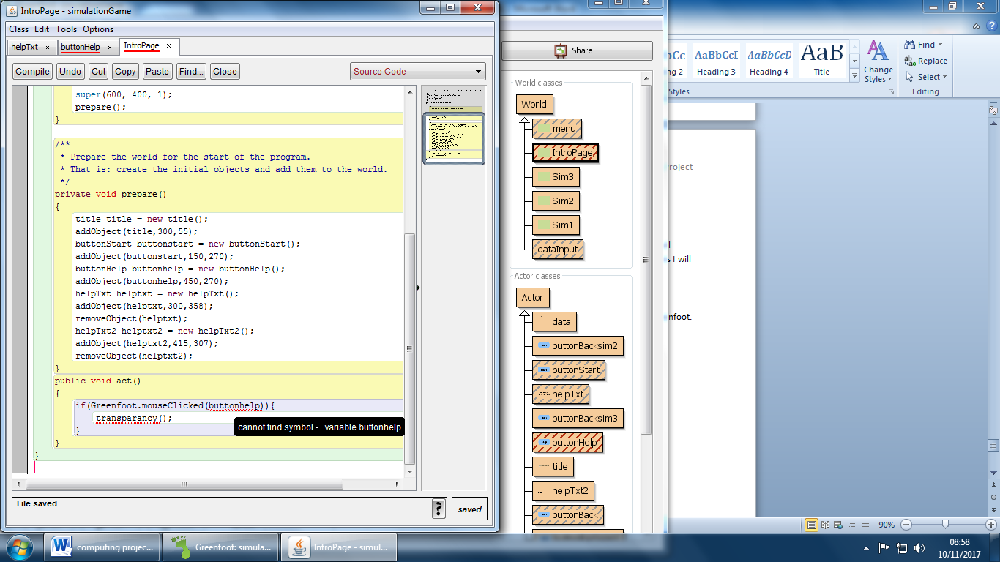 IntroPage - simulationGame
Class Edit Tools Options
helpTxt × buttonHelp × IntroPage ×
Compile Undo Cut Copy Paste Find... Close Source Code
super(600, 400, 1);
prepare();
}
/**
* Prepare the world for the start of the program.
* That is: create the initial objects and add them to the world.
*/
private void prepare()
{
title title = new title();
addObject(title,300,55);
buttonStart buttonstart = new buttonStart();
addObject(buttonstart,150,270);
buttonHelp buttonhelp = new buttonHelp();
addObject(buttonhelp,450,270);
helpTxt helptxt = new helpTxt();
addObject(helptxt,300,358);
removeObject(helptxt);
helpTxt2 helptxt2 = new helpTxt2();
addObject(helptxt2,415,307);
removeObject(helptxt2);
}
public void act()
{
if(Greenfoot.mouseClicked(buttonhelp)){
transparancy();
cannot find symbol - variable buttonhelp
}
}
}
File saved
?
saved
Share...
World classes
World
menu
IntroPage
Sim3
Sim2
Sim1
dataInput
Actor classes
Actor
data
buttonBacksim2
buttonStart
helpTxt
buttonBacksim3
buttonHelp
title
helpTxt2
buttonBack
AaBbCcI AaBbCcD AaB
ng 2 Heading 3 Heading 4 Title
Change
Styles
Find
Replace
Select
Styles Editing
roject
s I will
nfoot.
90%
computing projec... Greenfoot: simula... IntroPage - simul...
08:58
10/11/2017